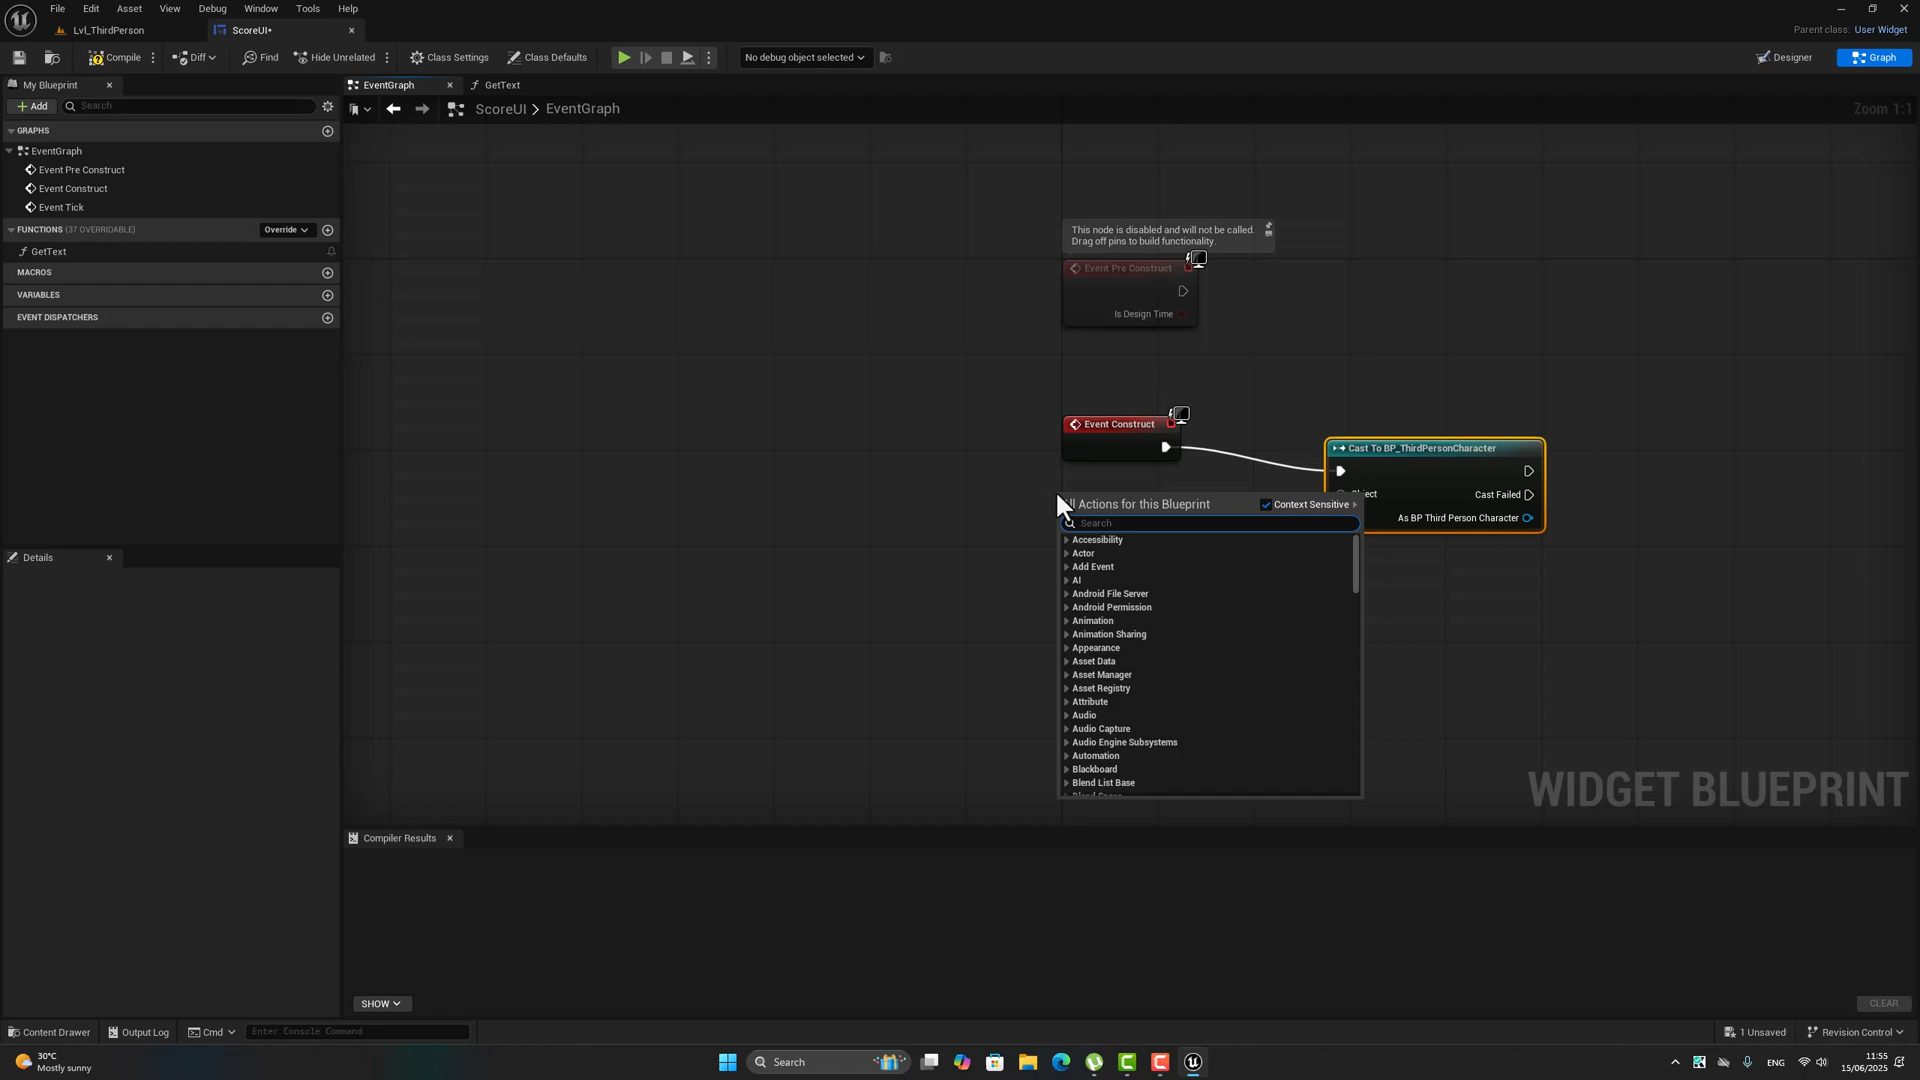 File Edit Asset View Debug Window Tools Help
Lvl_ThirdPerson
ScoreUI*
Parent class: User Widget
Compile
Diff
Find
Hide Unrelated
Class Settings
Class Defaults
No debug object selected
Designer
Graph
My Blueprint
EventGraph
GetText
Add
Search
ScoreUI > EventGraph
Zoom 1:1
GRAPHS
EventGraph
Event Pre Construct
Event Construct
Event Tick
FUNCTIONS (37 OVERRIDABLE)
Override
GetText
MACROS
VARIABLES
EVENT DISPATCHERS
Details
This node is disabled and will not be called.
Drag off pins to build functionality.
Event Pre Construct
Is Design Time
Event Construct
Cast To BP_ThirdPersonCharacter
Object
Cast Failed
As BP Third Person Character
Actions for this Blueprint
Context Sensitive
Search
Accessibility
Actor
Add Event
AI
Android File Server
Android Permission
Animation
Animation Sharing
Appearance
Asset Data
Asset Manager
Asset Registry
Attribute
Audio
Audio Capture
Audio Engine Subsystems
Automation
Blackboard
Blend List Base
WIDGET BLUEPRINT
Compiler Results
SHOW
CLEAR
Content Drawer
Output Log
Cmd
Enter Console Command
1 Unsaved
Revision Control
30°C
Mostly sunny
Search
ENG
11:55
15/06/2025